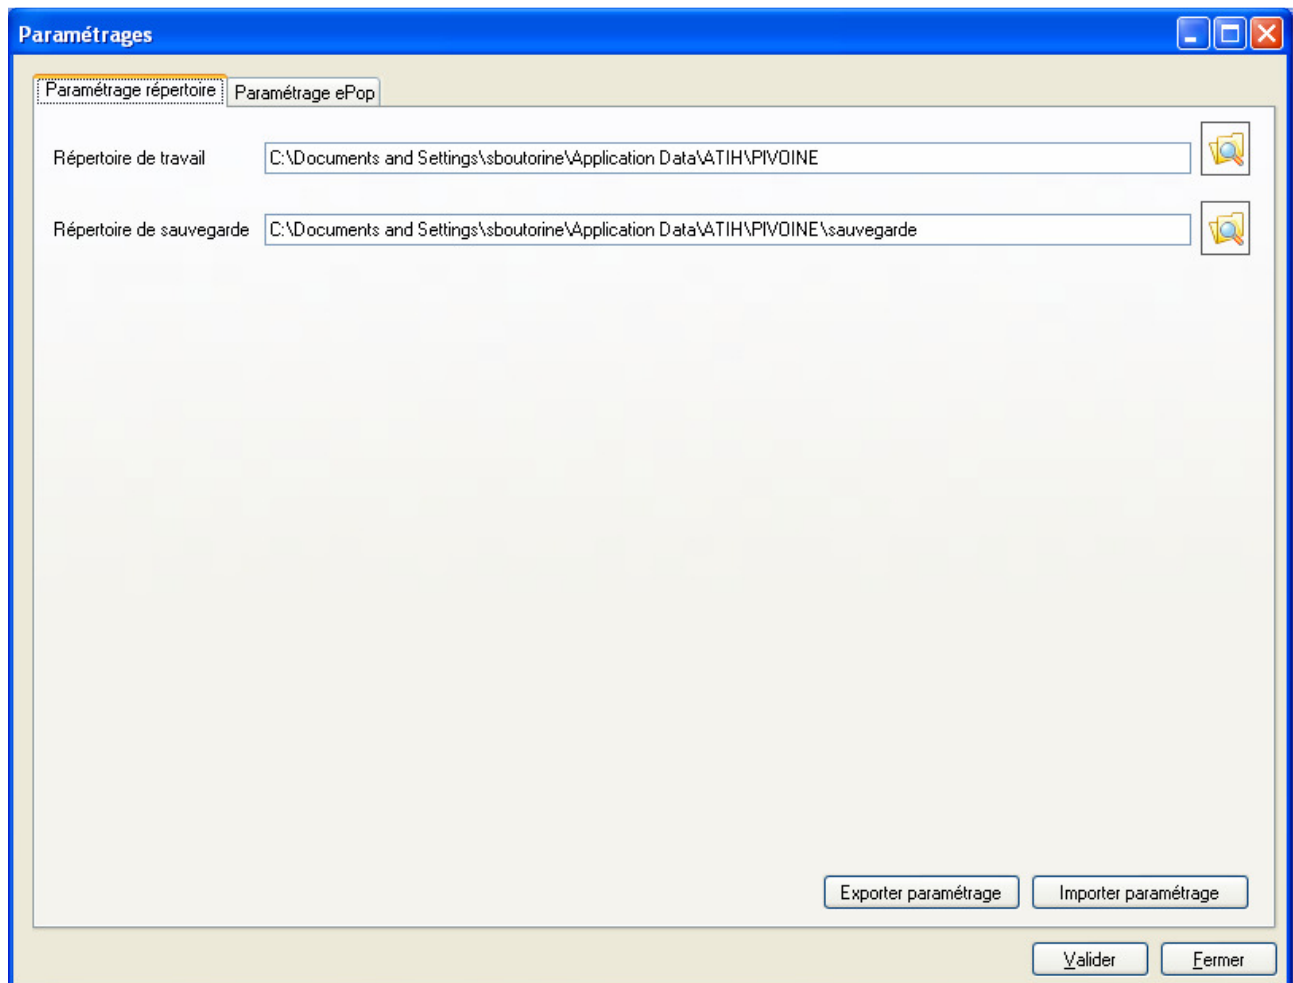 Paramétrages
Paramétrage répertoire Paramétrage ePop
Répertoire de travail C:\Documents and Settings\sboutorine\Application Data\ATIH\PIVOINE
Répertoire de sauvegarde C:\Documents and Settings\sboutorine\Application Data\ATIH\PIVOINE\sauvegarde
Exporter paramétrage Importer paramétrage
Valider Fermer